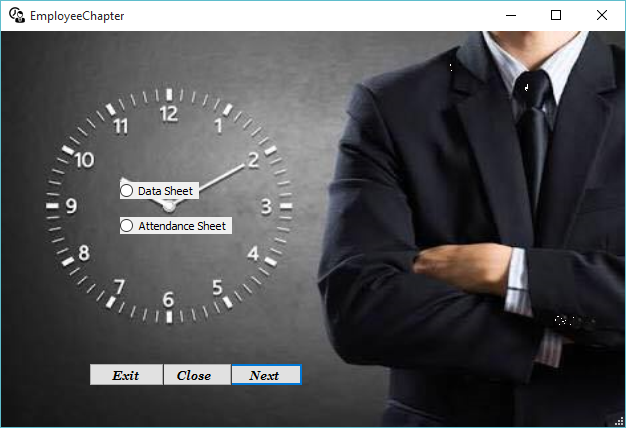 EmployeeChapter
12
11 1
10 2
Data Sheet
9 3
Attendance Sheet
8 4
7 5
6
Exit Close Next